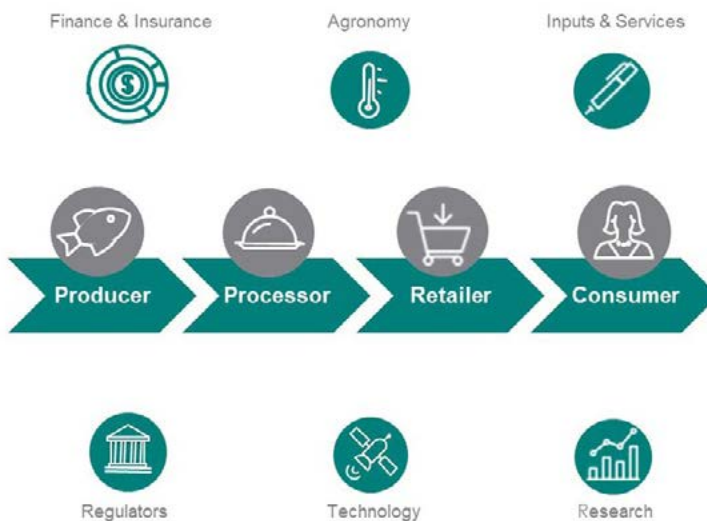 Finance & Insurance
Agronomy
Inputs & Services
$
Producer
Processor
Retailer
Consumer
Regulators
Technology
Research